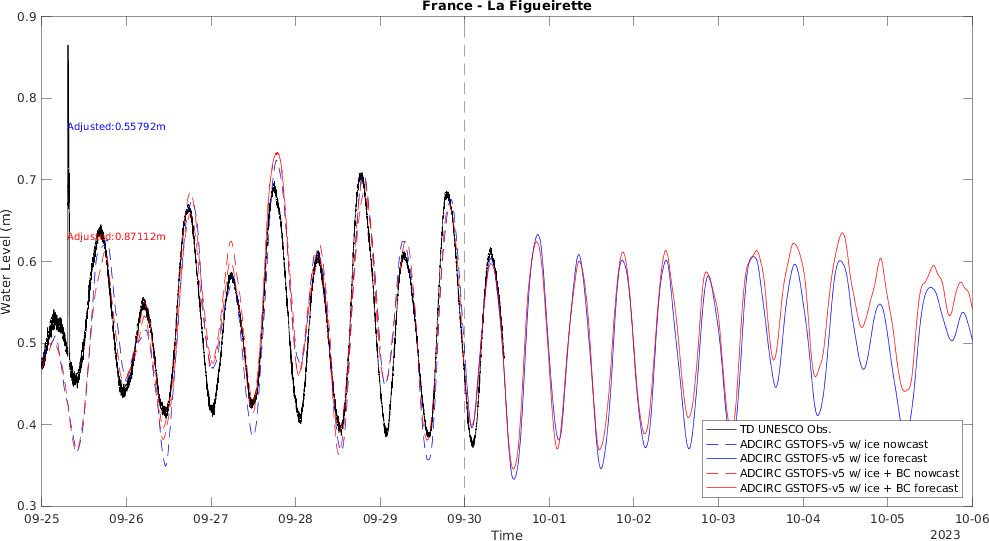 France - La Figueirette
Water Level (m)
0.9
0.8
0.7
0.6
0.5
0.4
0.3
Adjusted:0.55792m
Adjusted:0.87112m
TD UNESCO Obs.
ADCIRC GSTOFS-v5 w/ ice nowcast
ADCIRC GSTOFS-v5 w/ ice forecast
ADCIRC GSTOFS-v5 w/ ice + BC nowcast
ADCIRC GSTOFS-v5 w/ ice + BC forecast
09-25 09-26 09-27 09-28 09-29 09-30 10-01 10-02 10-03 10-04 10-05 10-06
Time
2023